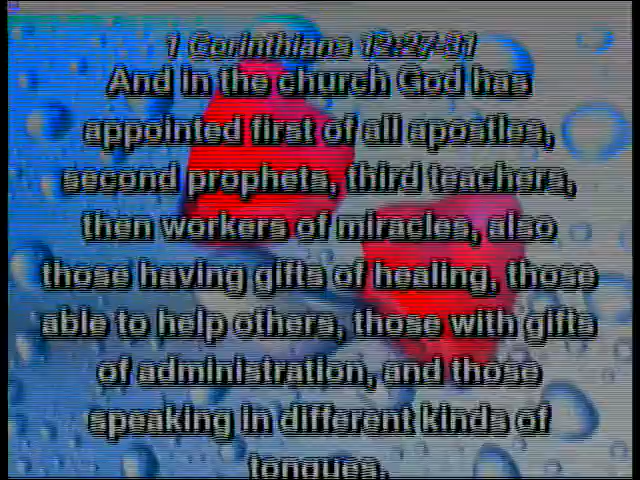 1 Corinthians 12:27-31
And in the church God has
appointed first of all apostles,
second prophets, third teachers,
then workers of miracles, also
those having gifts of healing, those
able to help others, those with gifts
of administration, and those
speaking in different kinds of
tongues.